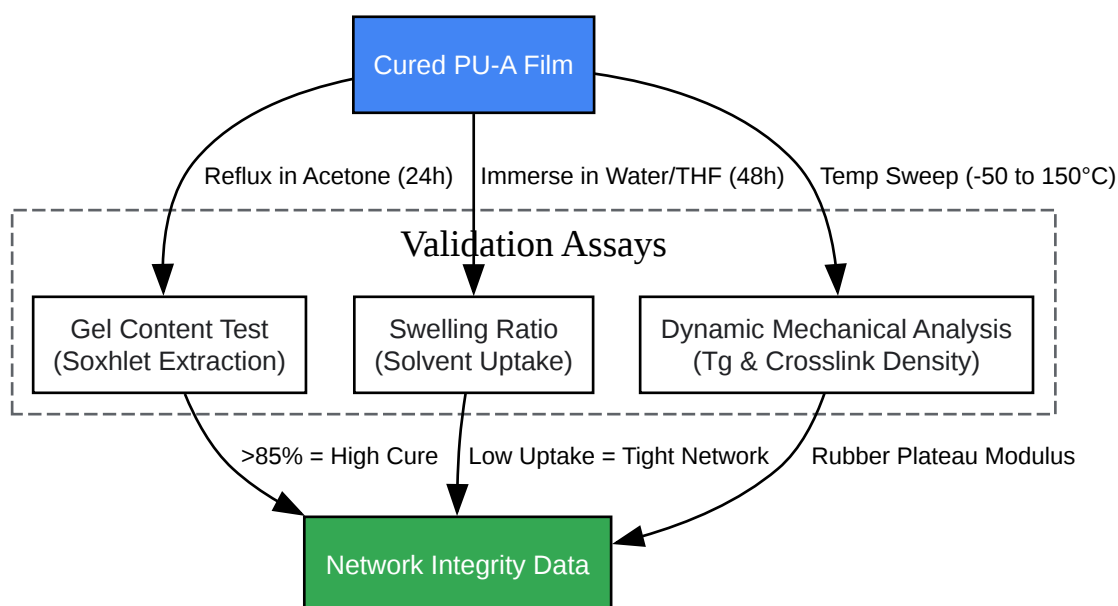 Cured PU-A Film
Reflux in Acetone (24h)
Immerse in Water/THF (48h)
Temp Sweep (-50 to 150°C)
Validation Assays
Gel Content Test
(Soxhlet Extraction)
Swelling Ratio
(Solvent Uptake)
Dynamic Mechanical Analysis
(Tg & Crosslink Density)
>85% = High Cure
Low Uptake = Tight Network
Rubber Plateau Modulus
Network Integrity Data